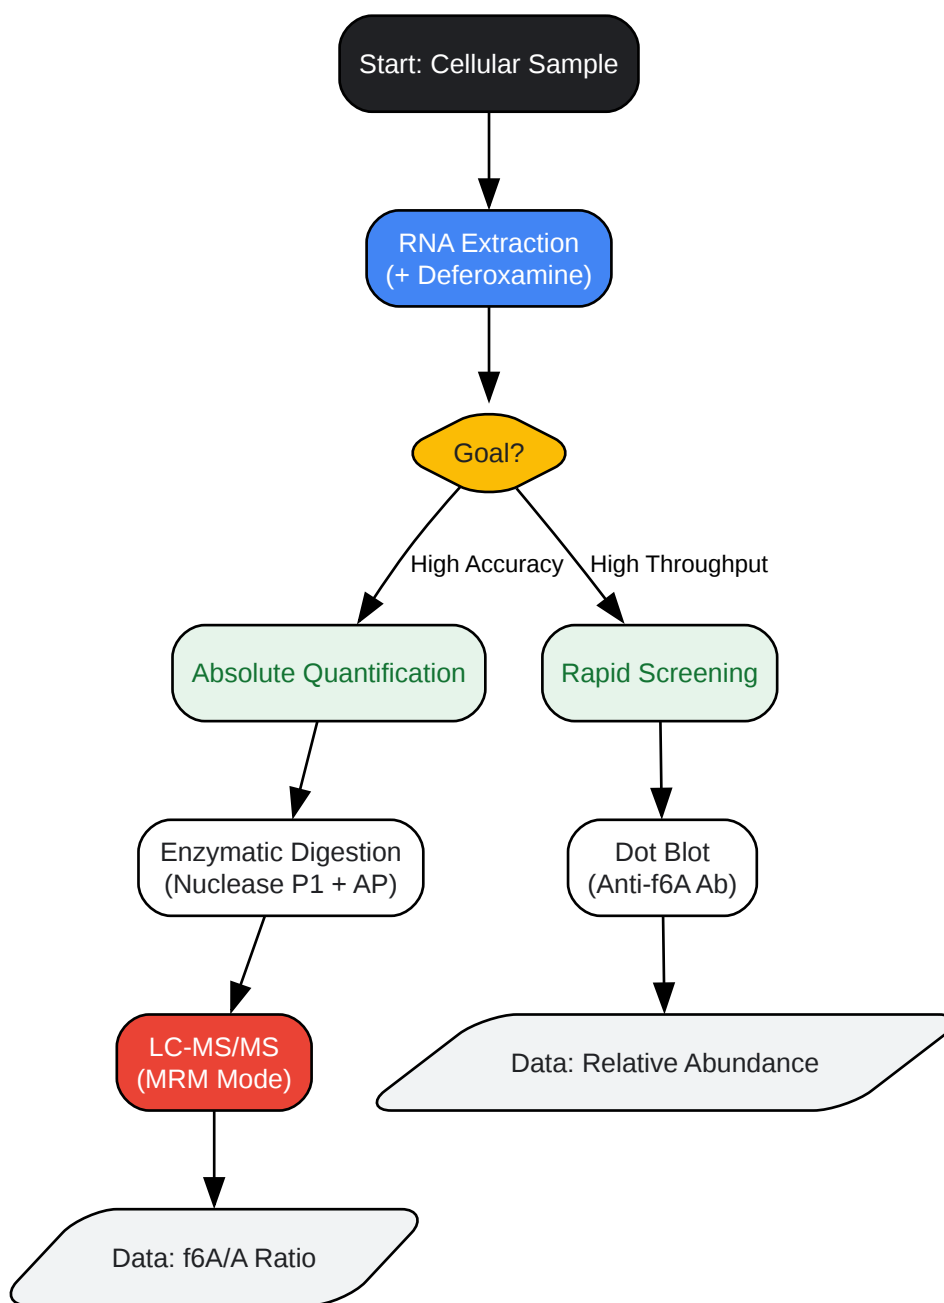 Start: Cellular Sample
RNA Extraction
(+ Deferoxamine)
Goal?
High Accuracy
High Throughput
Absolute Quantification
Rapid Screening
Enzymatic Digestion
(Nuclease P1 + AP)
Dot Blot
(Anti-f6A Ab)
LC-MS/MS
(MRM Mode)
Data: Relative Abundance
Data: f6A/A Ratio